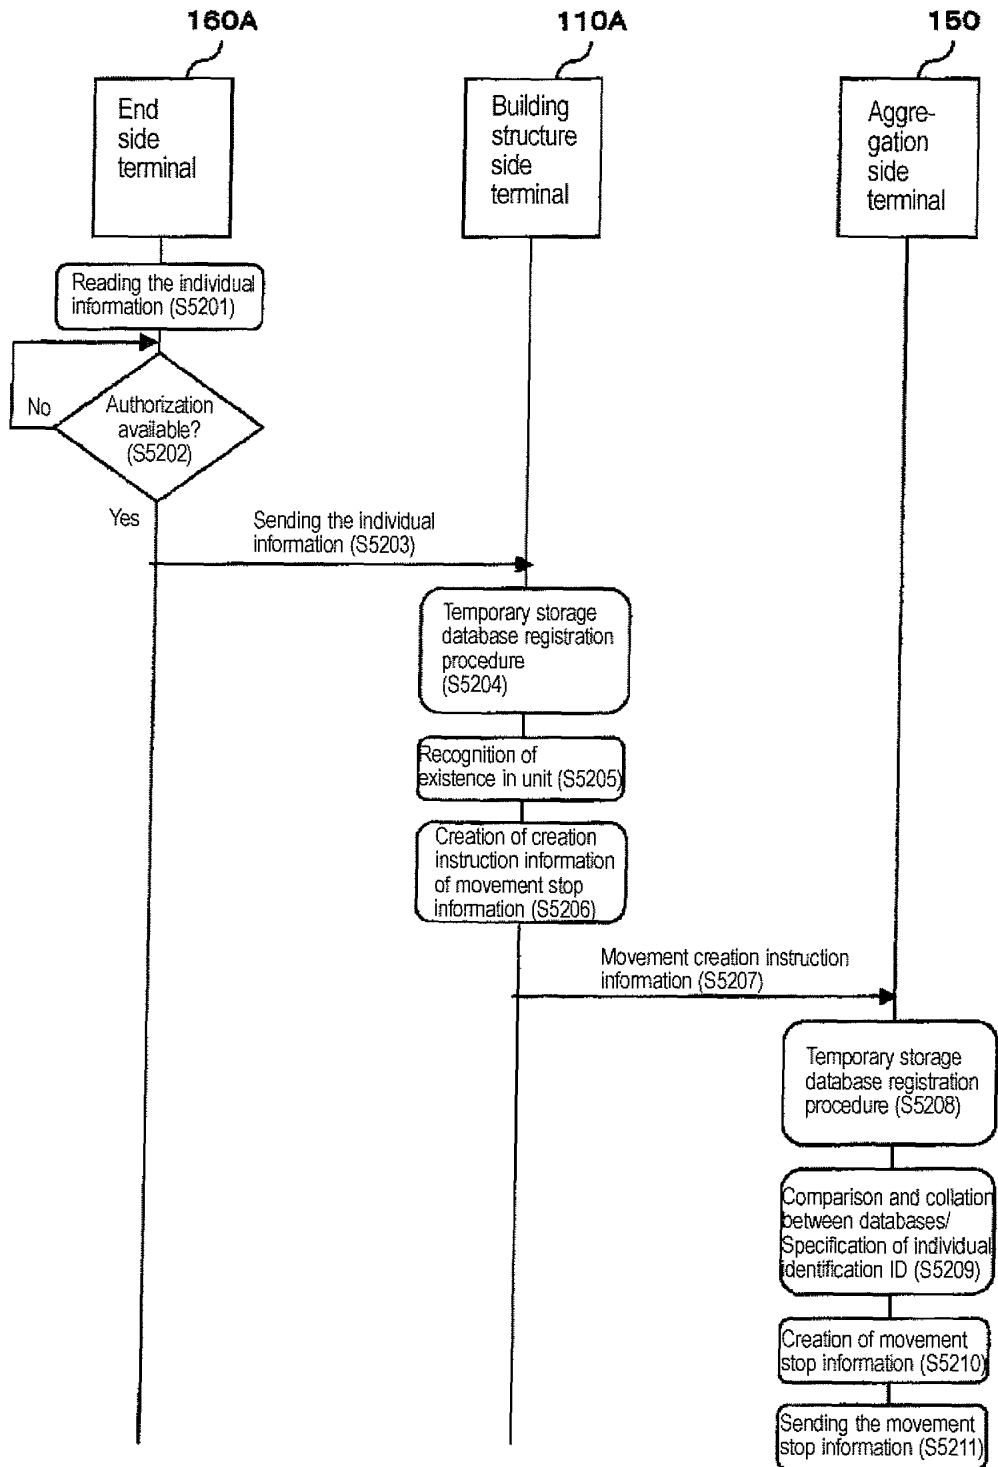 160A
110A
150
End
side
terminal
Building
structure
side
terminal
Aggre-
gation
side
terminal
Reading the individual
information (S5201)
No
Authorization
available?
(S5202)
Yes
Sending the individual
information (S5203)
Temporary storage
database registration
procedure
(S5204)
Recognition of
existence in unit (S5205)
Creation of creation
instruction information
of movement stop
information (S5206)
Movement creation instruction
information (S5207)
Temporary storage
database registration
procedure (S5208)
Comparison and collation
between databases/
Specification of individual
identification ID (S5209)
Creation of movement
stop information (S5210)
Sending the movement
stop information (S5211)